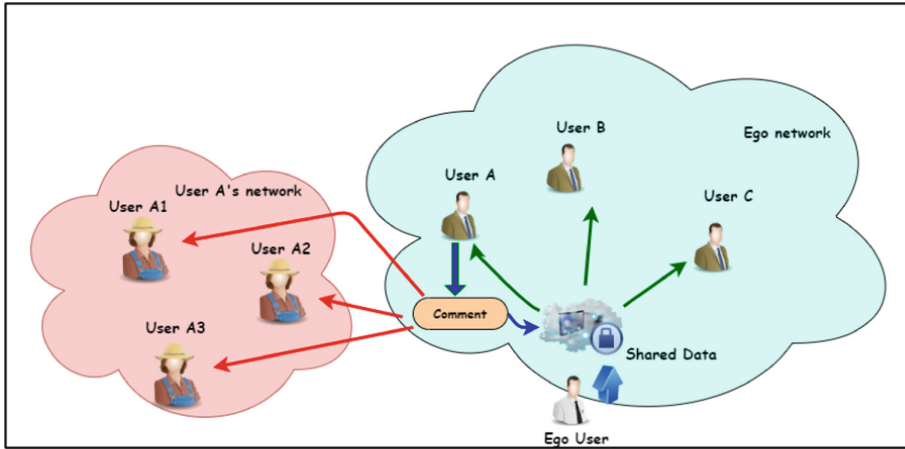 User B
Ego network
User A
User A's network
User C
User A1
User A2
Comment
User A3
Shared Data
Ego User